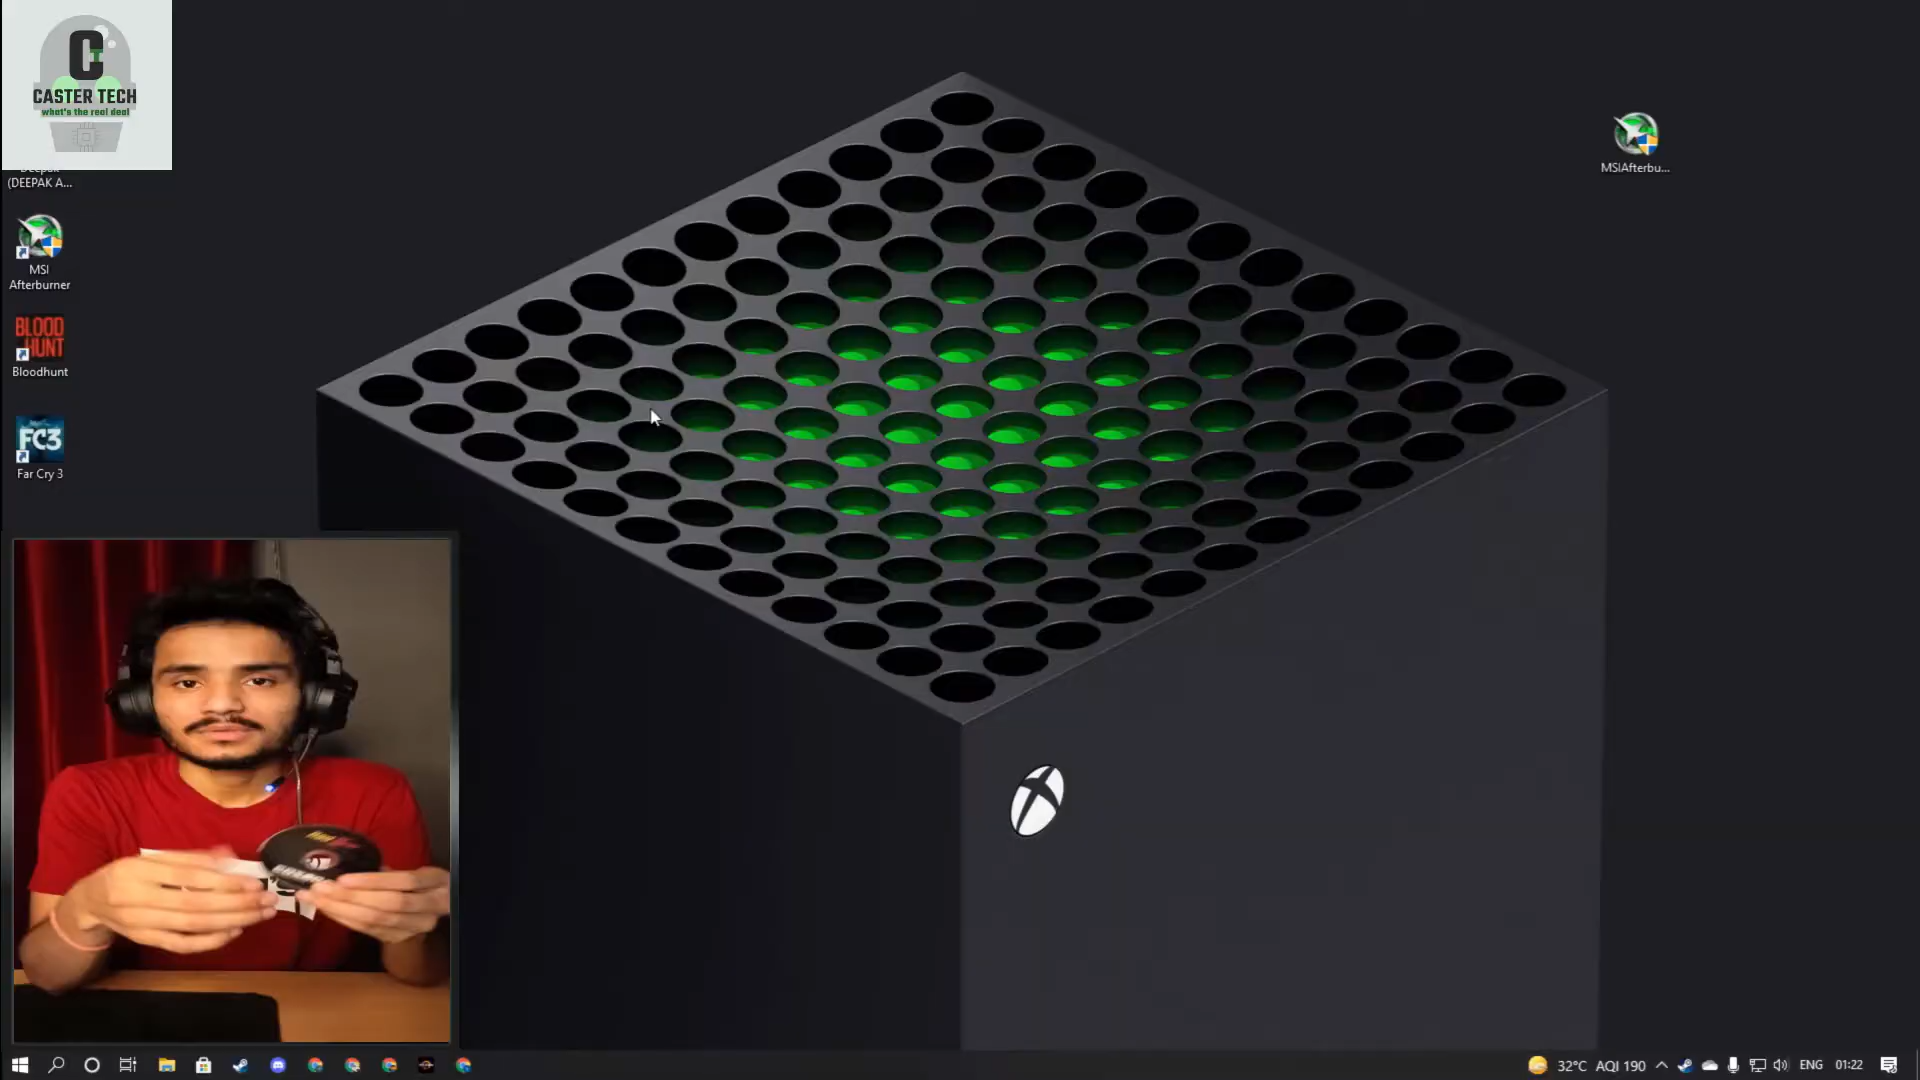 C
CASTER TECH
what's the real deal
Deepak
(DEEPAK A...
MSI
Afterburner
BLOOD
HUNT
Bloodhunt
FC3
Far Cry 3
MSIAfterbu...
32°C AQI 190
ENG
01:22